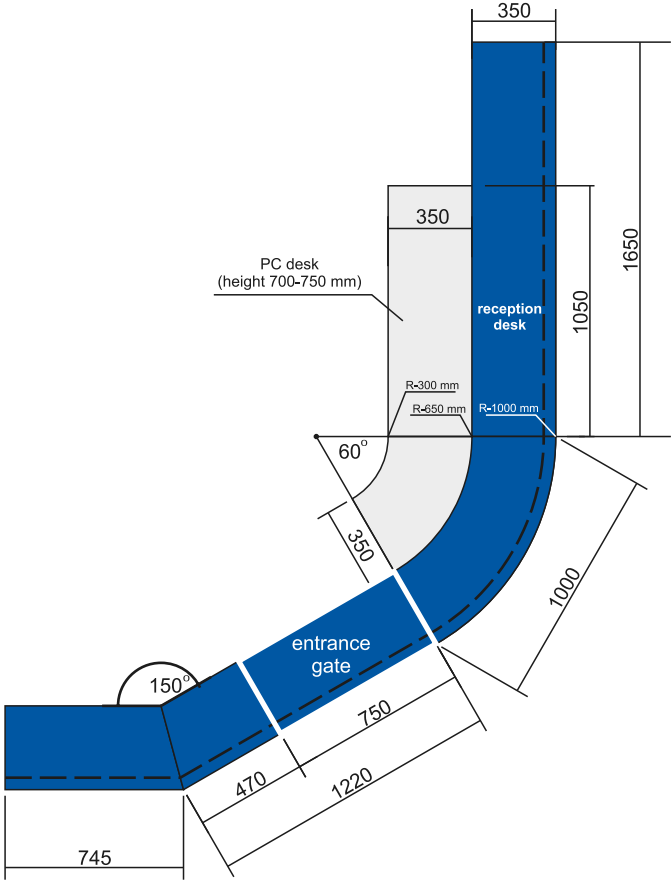 350
350
PC desk
(height 700-750 mm)
1650
1050
reception
desk
R-300 mm
R-650 mm
R-1000 mm
60°
350
1000
entrance
gate
150°
750
470
1220
745